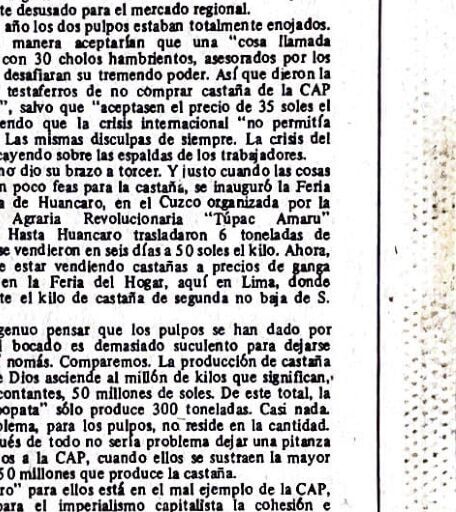 te desusado para el mercado regional.
año los dos pulpos estaban totalmente enojados.
manera aceptarían que una "cosa llamada
con 30 cholos hambrientos, asesorados por los
desafiaran su tremendo poder. Así que dieron la
testaferros de no comprar castaña de la CAP
", salvo que "aceptasen el precio de 35 soles el
endo que la crisis internacional "no permitía
Las mismas disculpas de siempre. La crisis del
cayendo sobre las espaldas de los trabajadores.
no dio su brazo a torcer. Y justo cuando las cosas
n poco feas para la castaña, se inauguró la Feria
a de Huancaro, en el Cuzco organizada por la
Agraria Revolucionaria "Túpac Amaru"
Hasta Huancaro trasladaron 6 toneladas de
se vendieron en seis días a 50 soles el kilo. Ahora,
e estar vendiendo castañas a precios de ganga
en la Feria del Hogar, aquí en Lima, donde
te el kilo de castaña de segunda no baja de S.
genuo pensar que los pulpos se han dado por
l bocado es demasiado suculento para dejarse
nomás. Comparemos. La producción de castaña
e Dios asciende al millón de kilos que significan,
contantes, 50 millones de soles. De este total, la
opata" sólo produce 300 toneladas. Casi nada.
blema, para los pulpos, no reside en la cantidad.
ués de todo no sería problema dejar una pitanza
os a la CAP, cuando ellos se sustraen la mayor
50 millones que produce la castaña.
ro" para ellos está en el mal ejemplo de la CAP,
para el imperialismo capitalista la cohesión e